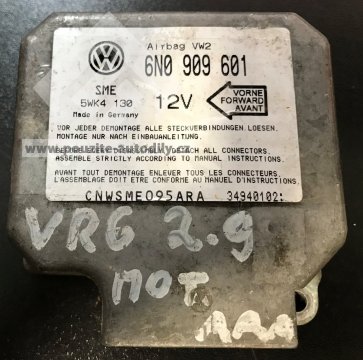 Airbag VW2
6N0 909 601
SME
5WK4 130
12V
VORNE
FORWARD
AVANT
Made in Germany
VOR JEDER DEMONTAGE ALLE STECKVERBINDUNGEN LOESEN.
MONTAGE NUR NACH EINBAUANLEITUNG.
DETACH ALL CONNECTORS.
ASSEMBLE STRICTLY ACCORDING TO MANUAL INSTRUCTIONS.
AVANT TOUT DEMONTAGE ENLEVER TOUS LES CONNECTEURS.
L'ASSEMBLAGE DOIT ETRE CONFORME AU MANUEL INSTRUCTIONS.
CNWSME095ARA 34940102
VR6 2.9
MOT